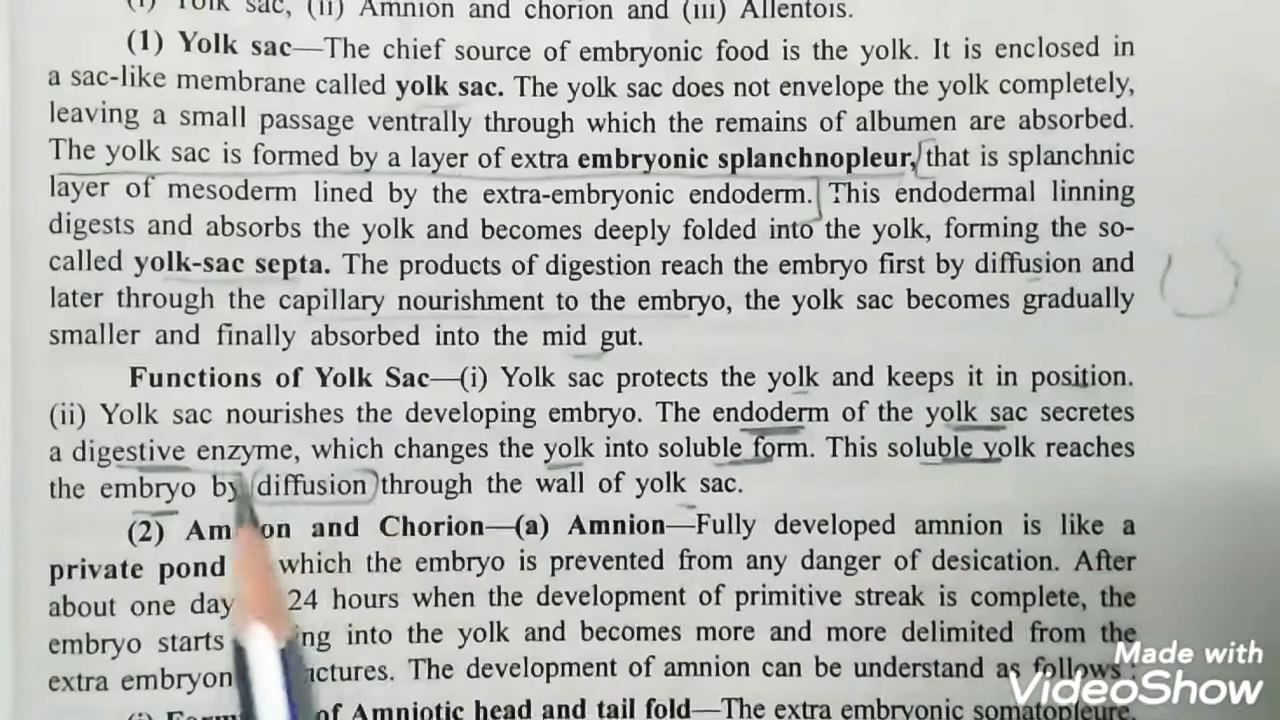 sac, (ii) Amnion and chorion and (iii) Allentois.
(1) Yolk sac—The chief source of embryonic food is the yolk. It is enclosed in
a sac-like membrane called yolk sac. The yolk sac does not envelope the yolk completely,
leaving a small passage ventrally through which the remains of albumen are absorbed.
The yolk sac is formed by a layer of extra embryonic splanchnopleur, that is splanchnic
layer of mesoderm lined by the extra-embryonic endoderm. This endodermal linning
digests and absorbs the yolk and becomes deeply folded into the yolk, forming the so-
called yolk-sac septa. The products of digestion reach the embryo first by diffusion and
later through the capillary nourishment to the embryo, the yolk sac becomes gradually
smaller and finally absorbed into the mid gut.
Functions of Yolk Sac—(i) Yolk sac protects the yolk and keeps it in position.
(ii) Yolk sac nourishes the developing embryo. The endoderm of the yolk sac secretes
a digestive enzyme, which changes the yolk into soluble form. This soluble yolk reaches
the embryo by diffusion through the wall of yolk sac.
(2) Amnion and Chorion—(a) Amnion—Fully developed amnion is like a
private pond which the embryo is prevented from any danger of desication. After
about one day 24 hours when the development of primitive streak is complete, the
embryo starts into the yolk and becomes more and more delimited from the
extra The development of amnion can be understand as follows :
of Amniotic head and tail fold—The extra embryonic somatopleure
Made with
VideoShow